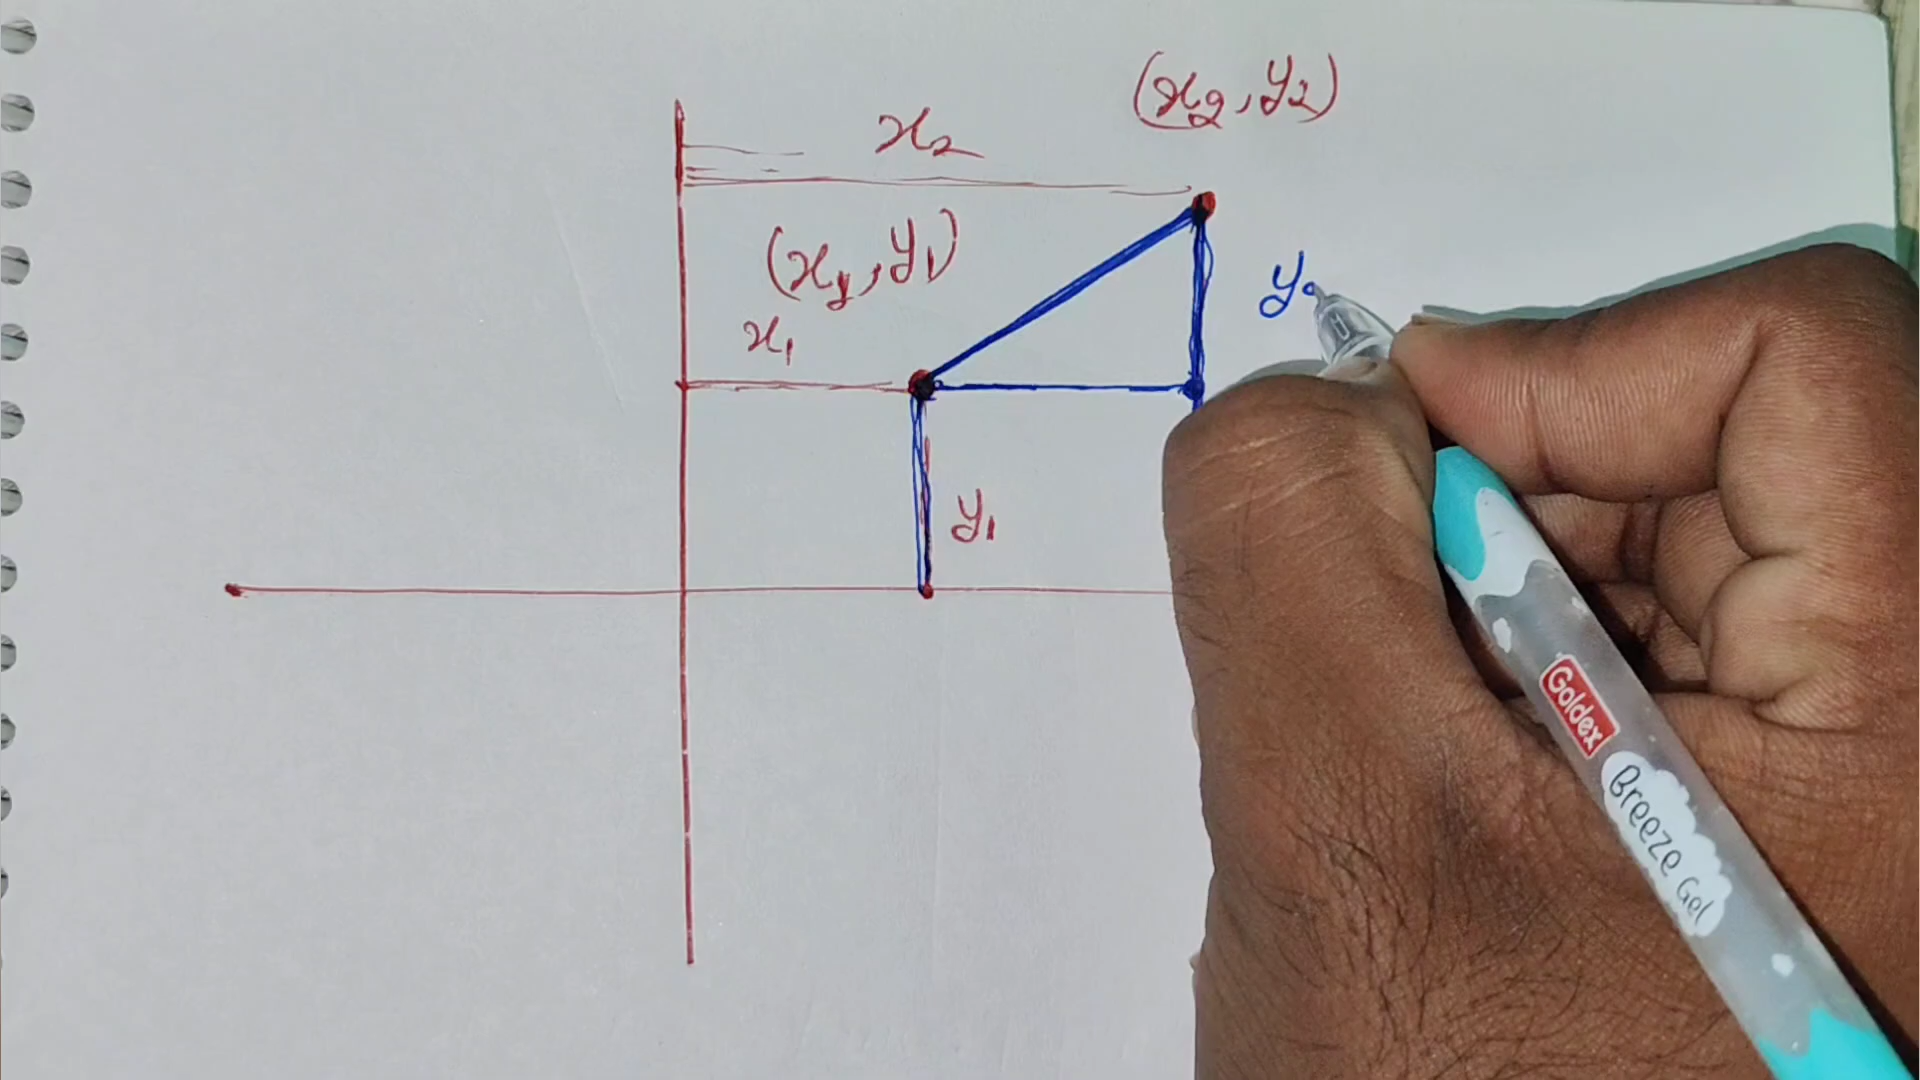 (x2, y2)
x2
(x1, y1)
x1
y
y1
Goldex
Breeze Gel